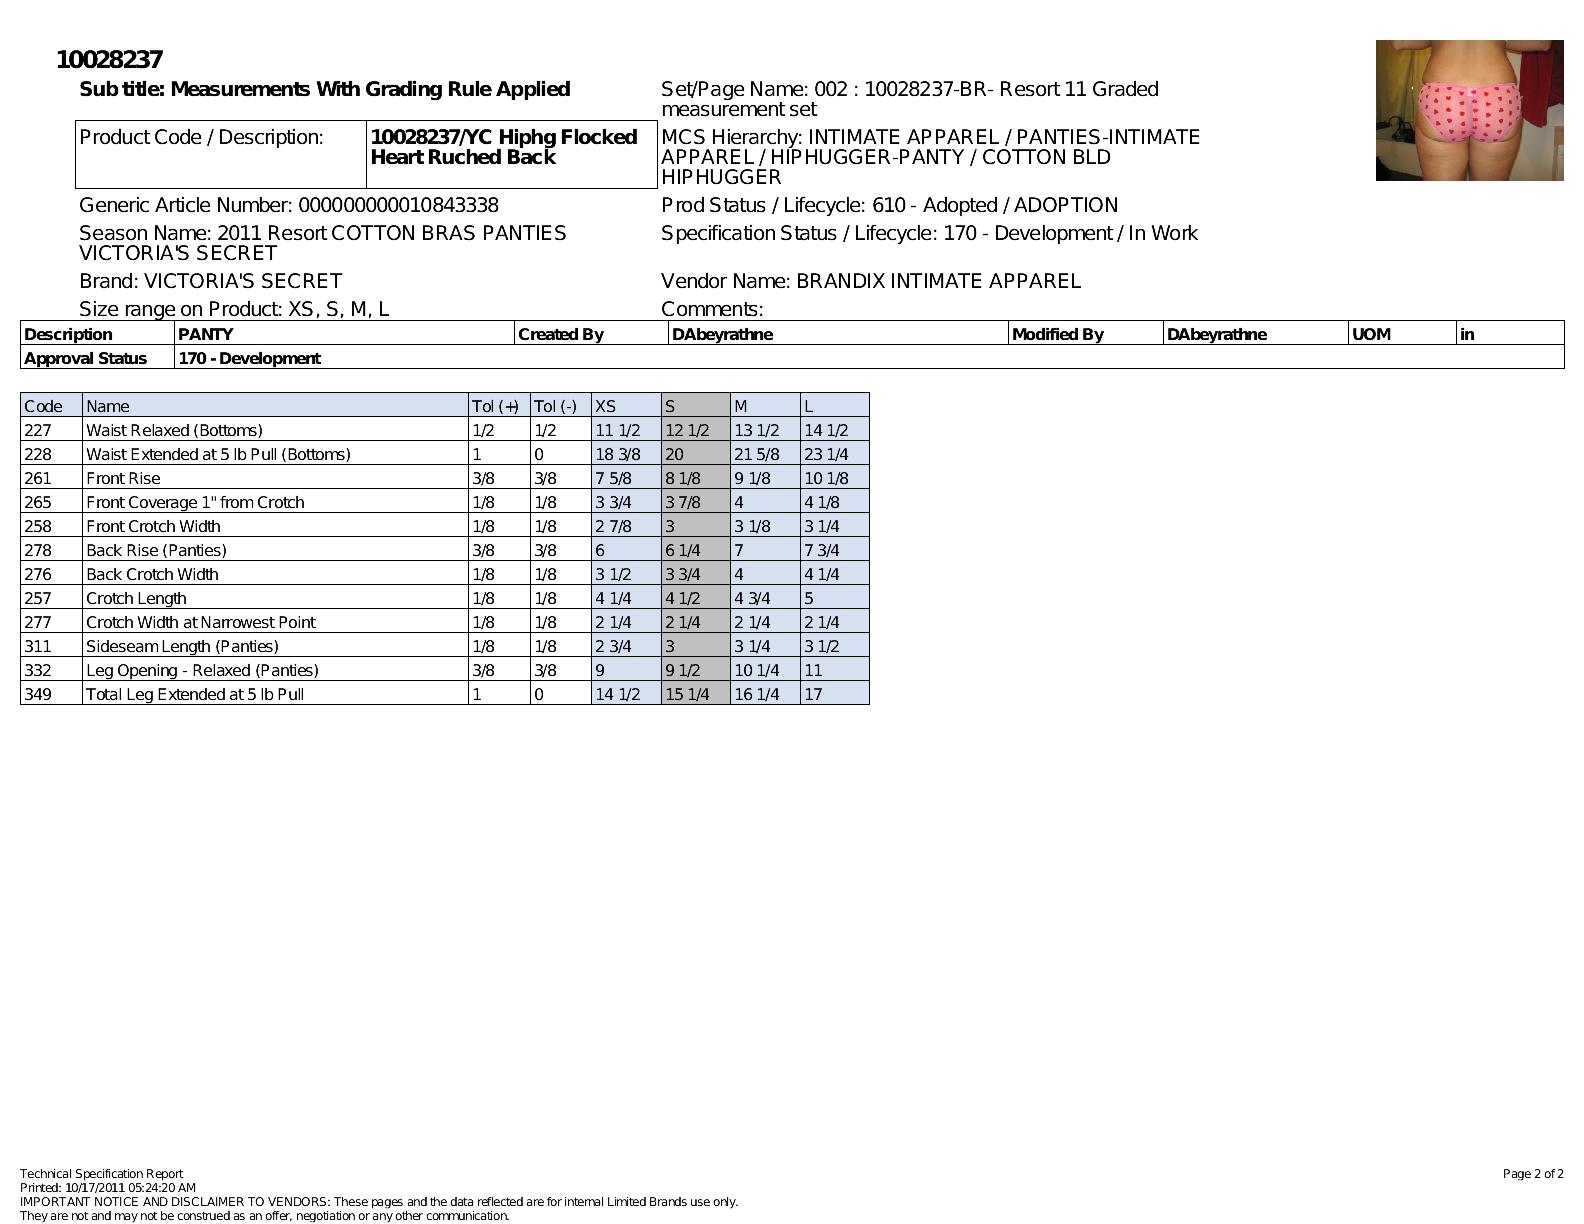 10028237
Sub title: Measurements With Grading Rule Applied
Set/Page Name: 002 : 10028237-BR- Resort 11 Graded
measurement set
Product Code / Description:
10028237/YC Hiphg Flocked
Heart Ruched Back
MCS Hierarchy: INTIMATE APPAREL / PANTIES-INTIMATE
APPAREL / HIPHUGGER-PANTY / COTTON BLD
HIPHUGGER
Generic Article Number: 000000000010843338
Prod Status / Lifecycle: 610 - Adopted / ADOPTION
Season Name: 2011 Resort COTTON BRAS PANTIES
VICTORIA'S SECRET
Specification Status / Lifecycle: 170 - Development / In Work
Brand: VICTORIA'S SECRET
Vendor Name: BRANDIX INTIMATE APPAREL
Size range on Product: XS, S, M, L
Comments:
Description PANTY Created By DAbeyrathne Modified By DAbeyrathne UOM in
Approval Status 170 - Development
Code Name Tol (+) Tol (-) XS S M L
227 Waist Relaxed (Bottoms) 1/2 1/2 11 1/2 12 1/2 13 1/2 14 1/2
228 Waist Extended at 5 lb Pull (Bottoms) 1 0 18 3/8 20 21 5/8 23 1/4
261 Front Rise 3/8 3/8 7 5/8 8 1/8 9 1/8 10 1/8
265 Front Coverage 1" from Crotch 1/8 1/8 3 3/4 3 7/8 4 4 1/8
258 Front Crotch Width 1/8 1/8 2 7/8 3 3 1/8 3 1/4
278 Back Rise (Panties) 3/8 3/8 6 6 1/4 7 7 3/4
276 Back Crotch Width 1/8 1/8 3 1/2 3 3/4 4 4 1/4
257 Crotch Length 1/8 1/8 4 1/4 4 1/2 4 3/4 5
277 Crotch Width at Narrowest Point 1/8 1/8 2 1/4 2 1/4 2 1/4 2 1/4
311 Sideseam Length (Panties) 1/8 1/8 2 3/4 3 3 1/4 3 1/2
332 Leg Opening - Relaxed (Panties) 3/8 3/8 9 9 1/2 10 1/4 11
349 Total Leg Extended at 5 lb Pull 1 0 14 1/2 15 1/4 16 1/4 17
Technical Specification Report
Page 2 of 2
Printed: 10/17/2011 05:24:20 AM
IMPORTANT NOTICE AND DISCLAIMER TO VENDORS: These pages and the data reflected are for internal Limited Brands use only.
They are not and may not be construed as an offer, negotiation or any other communication.